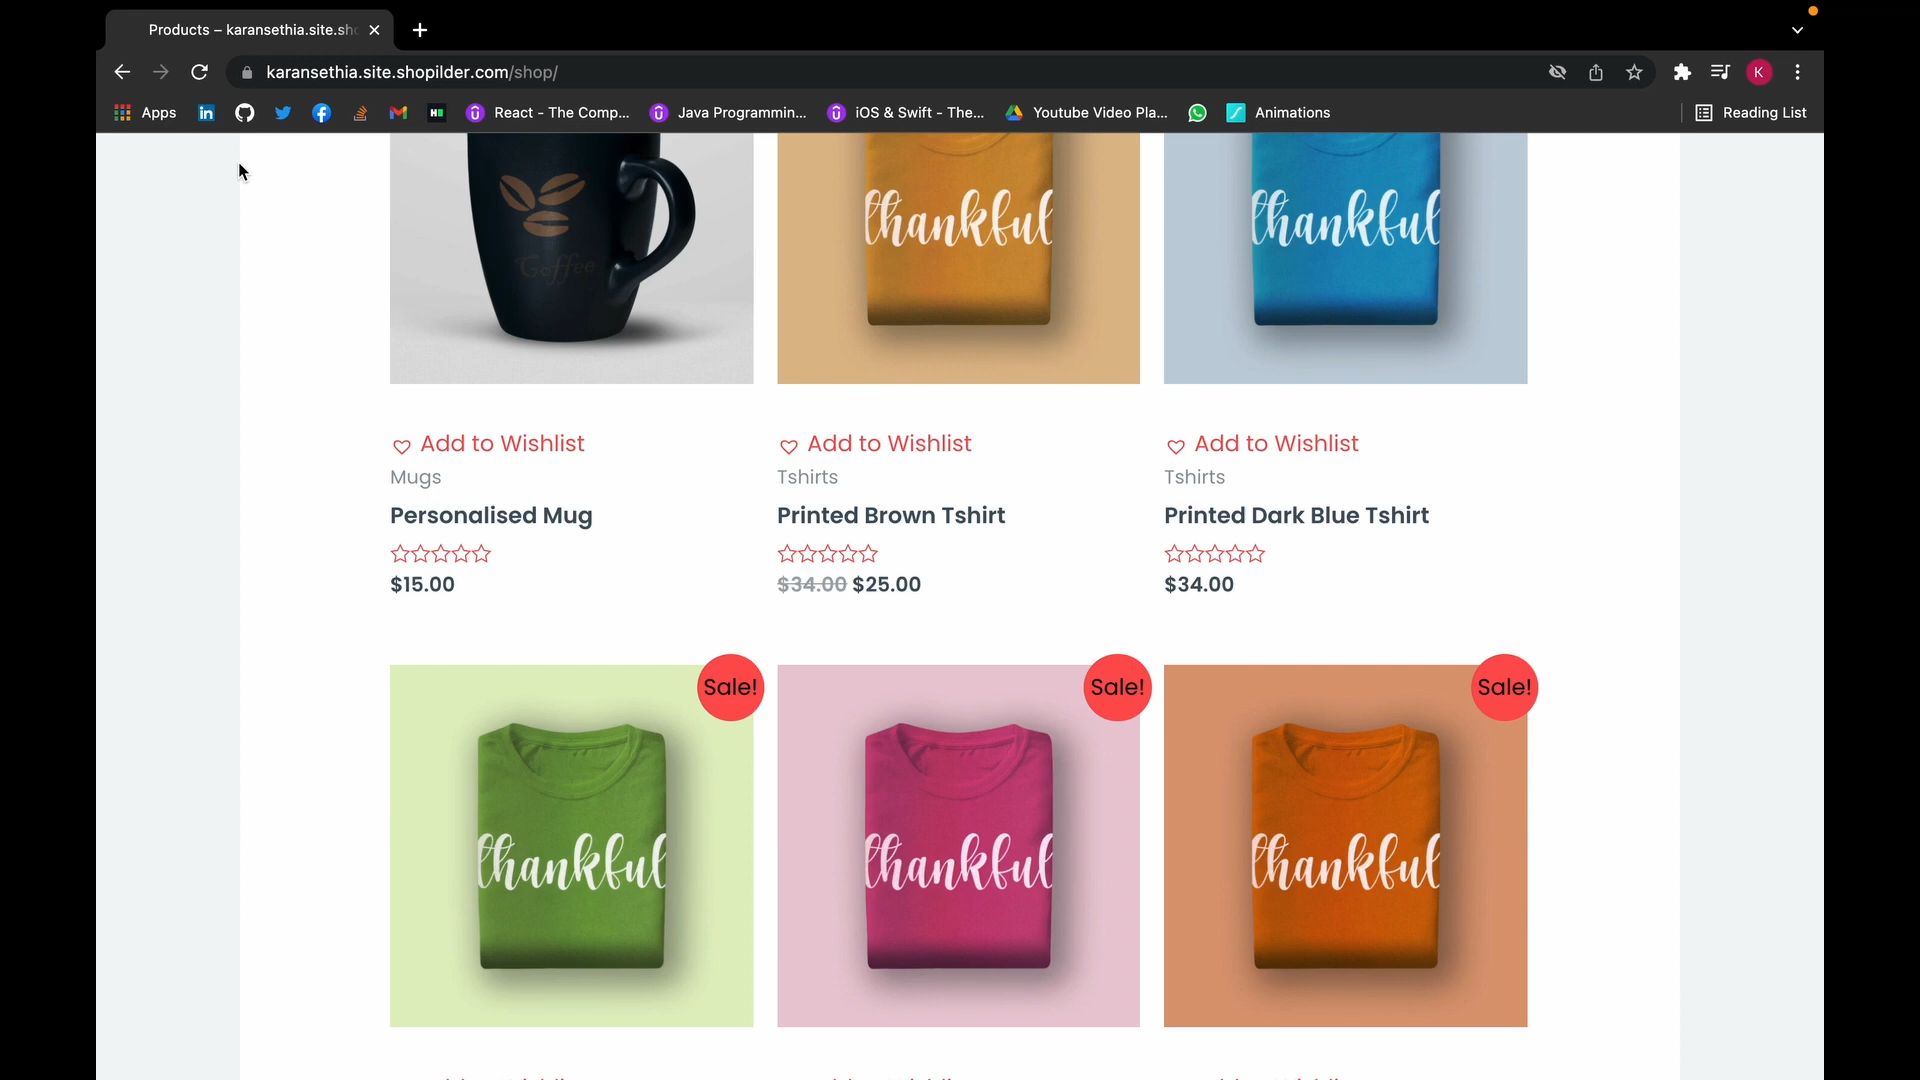 Products – karansethia.site.sho
karansethia.site.shopilder.com/shop/
K
Apps
in
H
React - The Comp...
Java Programmin...
iOS & Swift - The...
Youtube Video Pla...
Animations
Reading List
Coffee
thankful
thankful
Add to Wishlist
Add to Wishlist
Add to Wishlist
Mugs
Tshirts
Tshirts
Personalised Mug
Printed Brown Tshirt
Printed Dark Blue Tshirt
$15.00
$34.00 $25.00
$34.00
Sale!
Sale!
Sale!
thankful
thankful
thankful